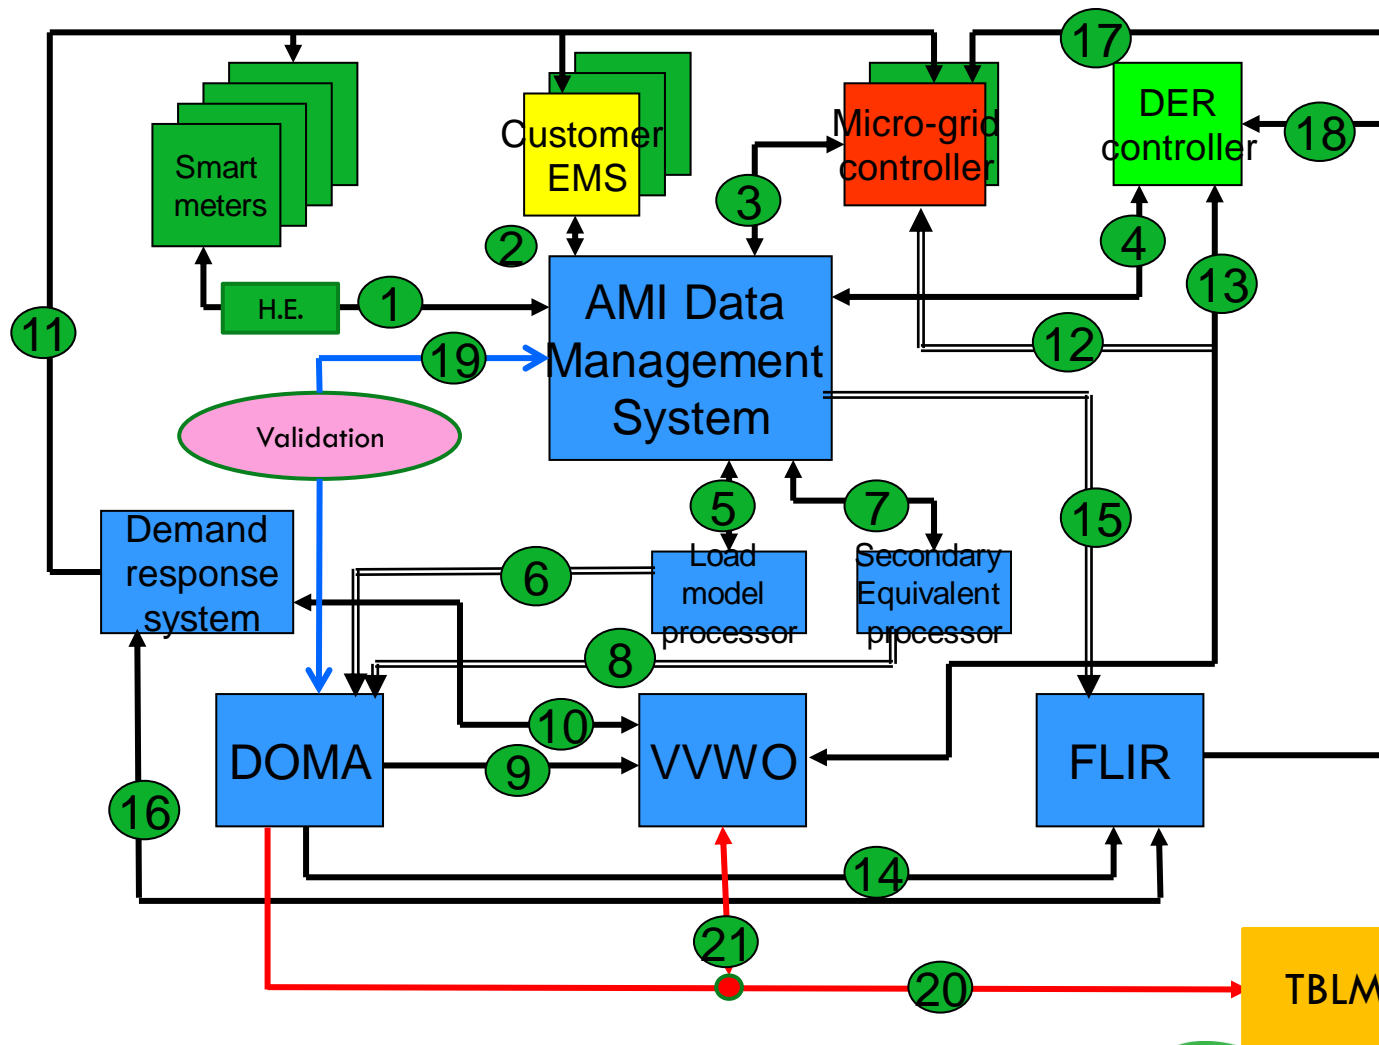 17
DER
controller
18
Customer
EMS
Micro-grid
controller
Smart
meters
3
2
4
13
H.E.
1
11
19
12
AMI Data
Management
System
Validation
5
7
15
Demand
response
system
6
Load
model
processor
Secondary
Equivalent
processor
8
10
9
DOMA
VVWO
FLIR
16
14
21
20
TBLM